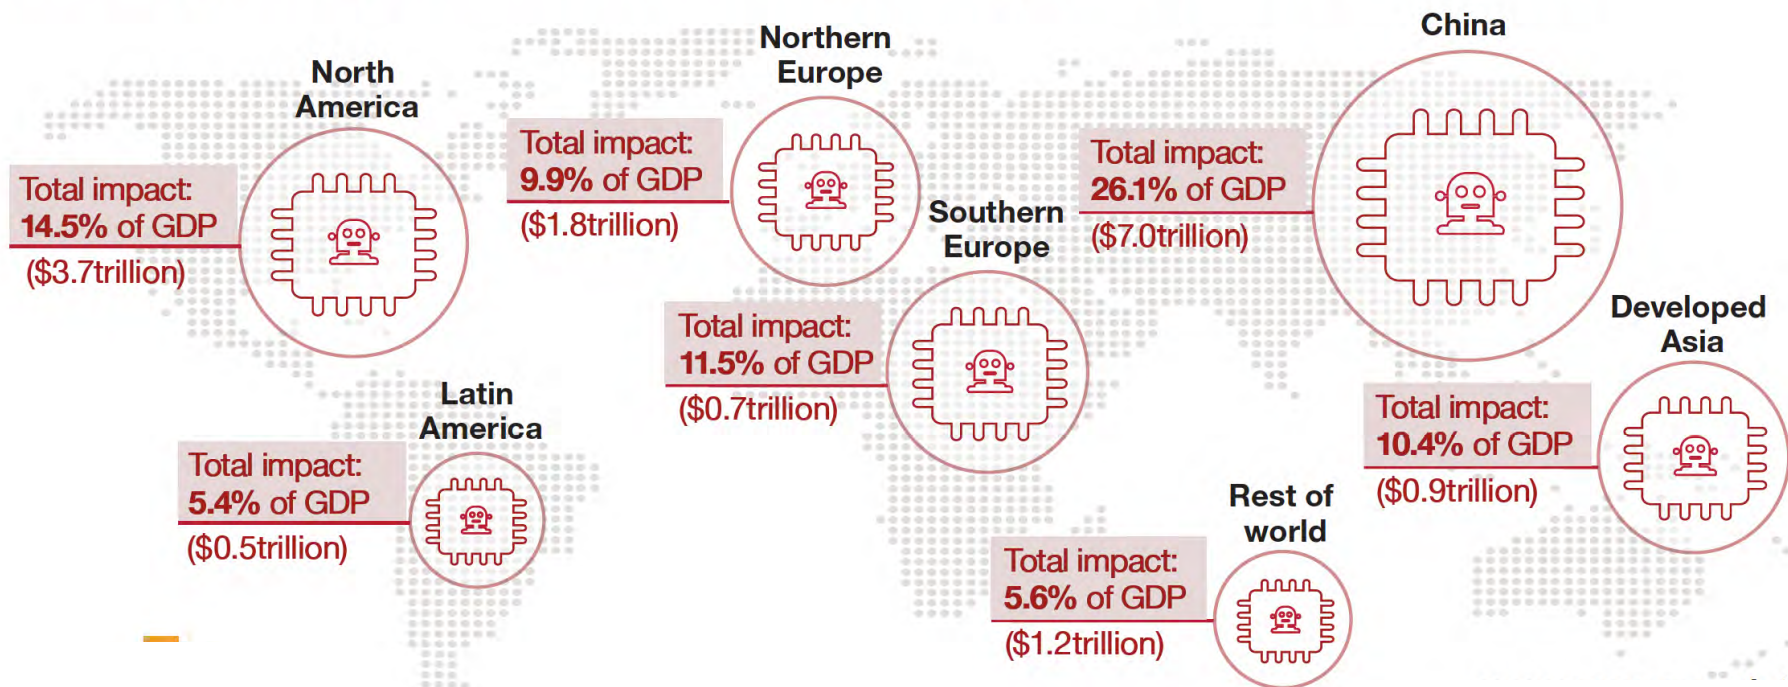 North
America
Total impact:
14.5% of GDP
($3.7trillion)
Northern
Europe
Total impact:
9.9% of GDP
($1.8trillion)
China
Total impact:
26.1% of GDP
($7.0trillion)
Southern
Europe
Total impact:
11.5% of GDP
($0.7trillion)
Developed
Asia
Total impact:
10.4% of GDP
($0.9trillion)
Latin
America
Total impact:
5.4% of GDP
($0.5trillion)
Rest of
world
Total impact:
5.6% of GDP
($1.2trillion)